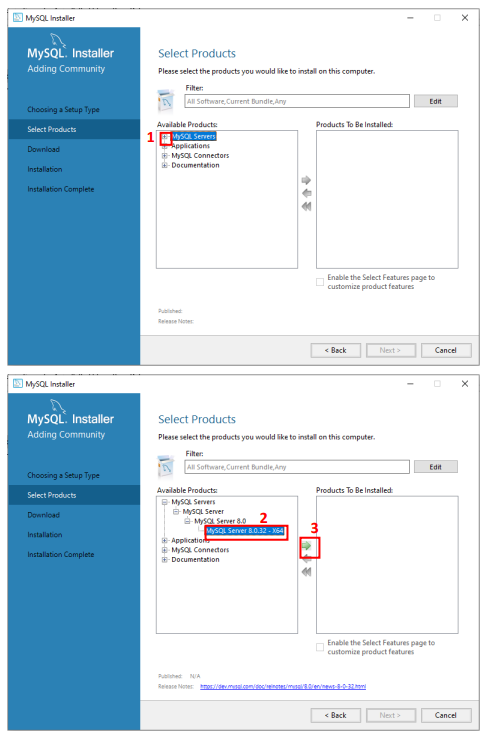 MySQL Installer
MySQL. Installer
Adding Community
Choosing a Setup Type
Select Products
Download
Installation
Installation Complete
Select Products
Please select the products you would like to install on this computer.
Filter:
All Software,Current Bundle,Any
Edit
Available Products:
Products To Be Installed:
1
MySQL Servers
Applications
MySQL Connectors
Documentation
Enable the Select Features page to
customize product features
Published:
Release Notes:
< Back
Next >
Cancel
MySQL Installer
MySQL. Installer
Adding Community
Choosing a Setup Type
Select Products
Download
Installation
Installation Complete
Select Products
Please select the products you would like to install on this computer.
Filter:
All Software,Current Bundle,Any
Edit
Available Products:
Products To Be Installed:
MySQL Servers
MySQL Server
MySQL Server 8.0
2
MySQL Server 8.0.32 - X64
3
Applications
MySQL Connectors
Documentation
Enable the Select Features page to
customize product features
Published: N/A
Release Notes: https://dev.mysql.com/doc/relnotes/mysql/8.0/en/news-8-0-32.html
< Back
Next >
Cancel